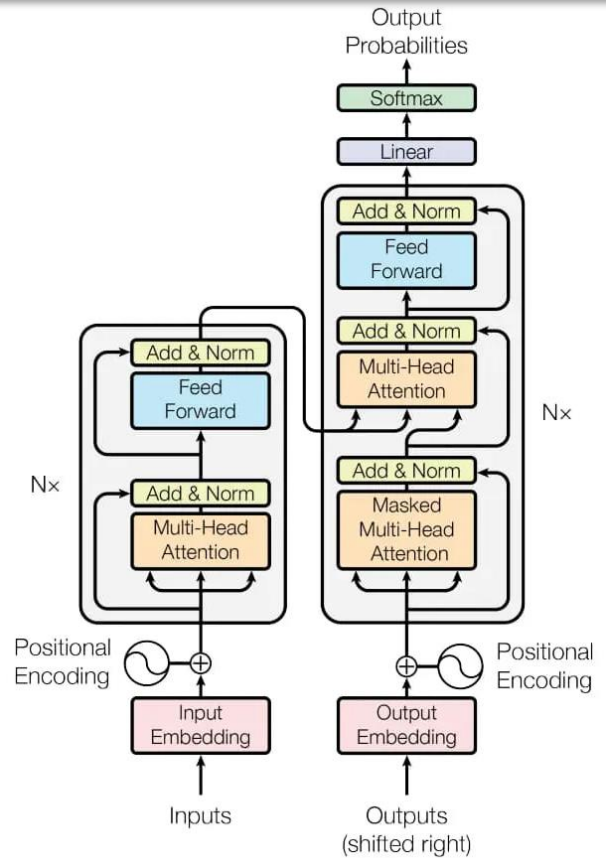 Output
Probabilities
Softmax
Linear
Add & Norm
Feed
Forward
Add & Norm
Multi-Head
Attention
Add & Norm
Masked
Multi-Head
Attention
Nx
Add & Norm
Feed
Forward
Add & Norm
Multi-Head
Attention
Nx
Positional
Encoding
Positional
Encoding
Input
Embedding
Output
Embedding
Inputs
Outputs
(shifted right)